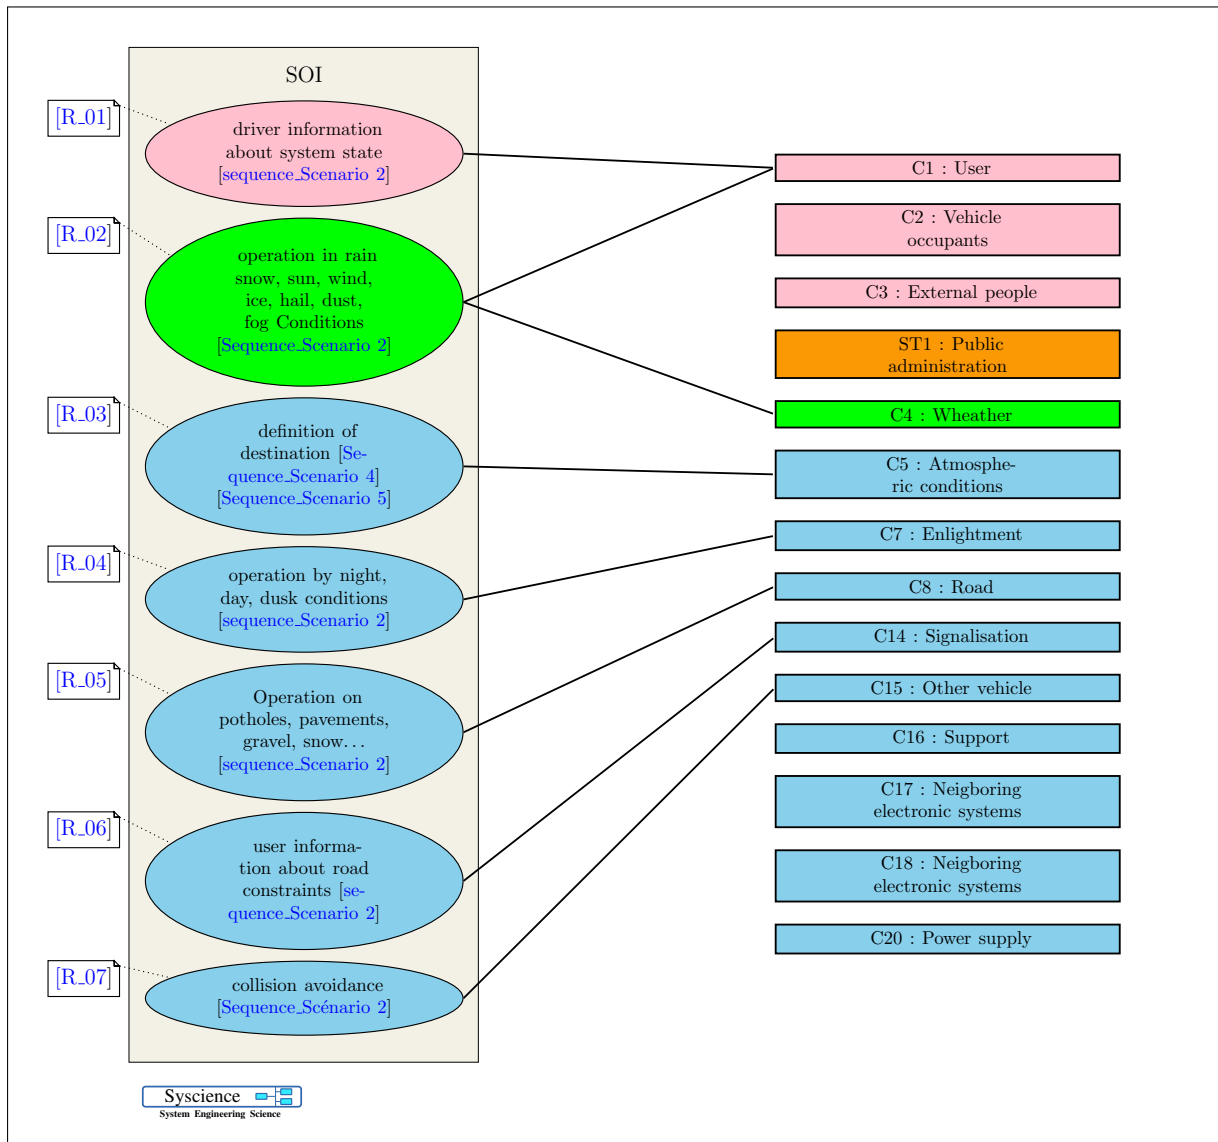 SOI
[R_01]
driver information
about system state
[sequence_Scenario 2]
[R_02]
operation in rain
snow, sun, wind,
ice, hail, dust,
fog Conditions
[Sequence_Scenario 2]
[R_03]
definition of
destination [Se-
quence_Scenario 4]
[Sequence_Scenario 5]
[R_04]
operation by night,
day, dusk conditions
[sequence_Scenario 2]
[R_05]
Operation on
potholes, pavements,
gravel, snow...
[sequence_Scenario 2]
[R_06]
user informa-
tion about road
constraints [se-
quence_Scenario 2]
[R_07]
collision avoidance
[Sequence_Scénario 2]
C1 : User
C2 : Vehicle
occupants
C3 : External people
ST1 : Public
administration
C4 : Wheather
C5 : Atmosphe-
ric conditions
C7 : Enlightment
C8 : Road
C14 : Signalisation
C15 : Other vehicle
C16 : Support
C17 : Neigboring
electronic systems
C18 : Neigboring
electronic systems
C20 : Power supply
Syscience
System Engineering Science